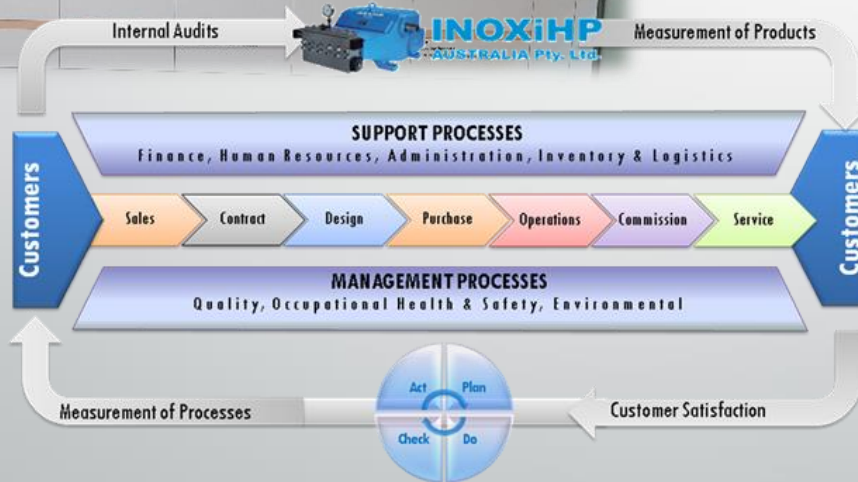 Internal Audits
INOXiHP
AUSTRALIA Pty. Ltd.
Measurement of Products
SUPPORT PROCESSES
Finance, Human Resources, Administration, Inventory & Logistics
Customers
Sales
Contract
Design
Purchase
Operations
Commission
Service
Customers
MANAGEMENT PROCESSES
Quality, Occupational Health & Safety, Environmental
Act
Plan
Check
Do
Measurement of Processes
Customer Satisfaction